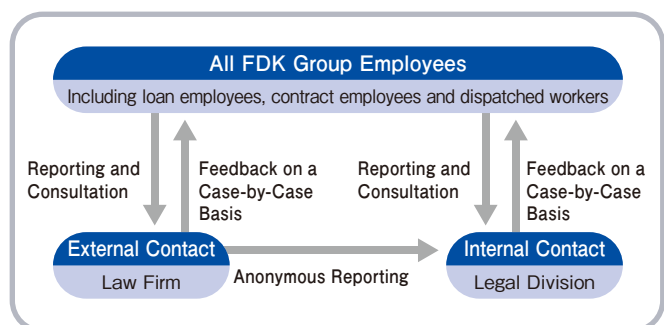 All FDK Group Employees
Including loan employees, contract employees and dispatched workers
Reporting and
Consultation
Feedback on a
Case-by-Case
Basis
Reporting and
Consultation
Feedback on a
Case-by-Case
Basis
External Contact
Law Firm
Anonymous Reporting
Internal Contact
Legal Division